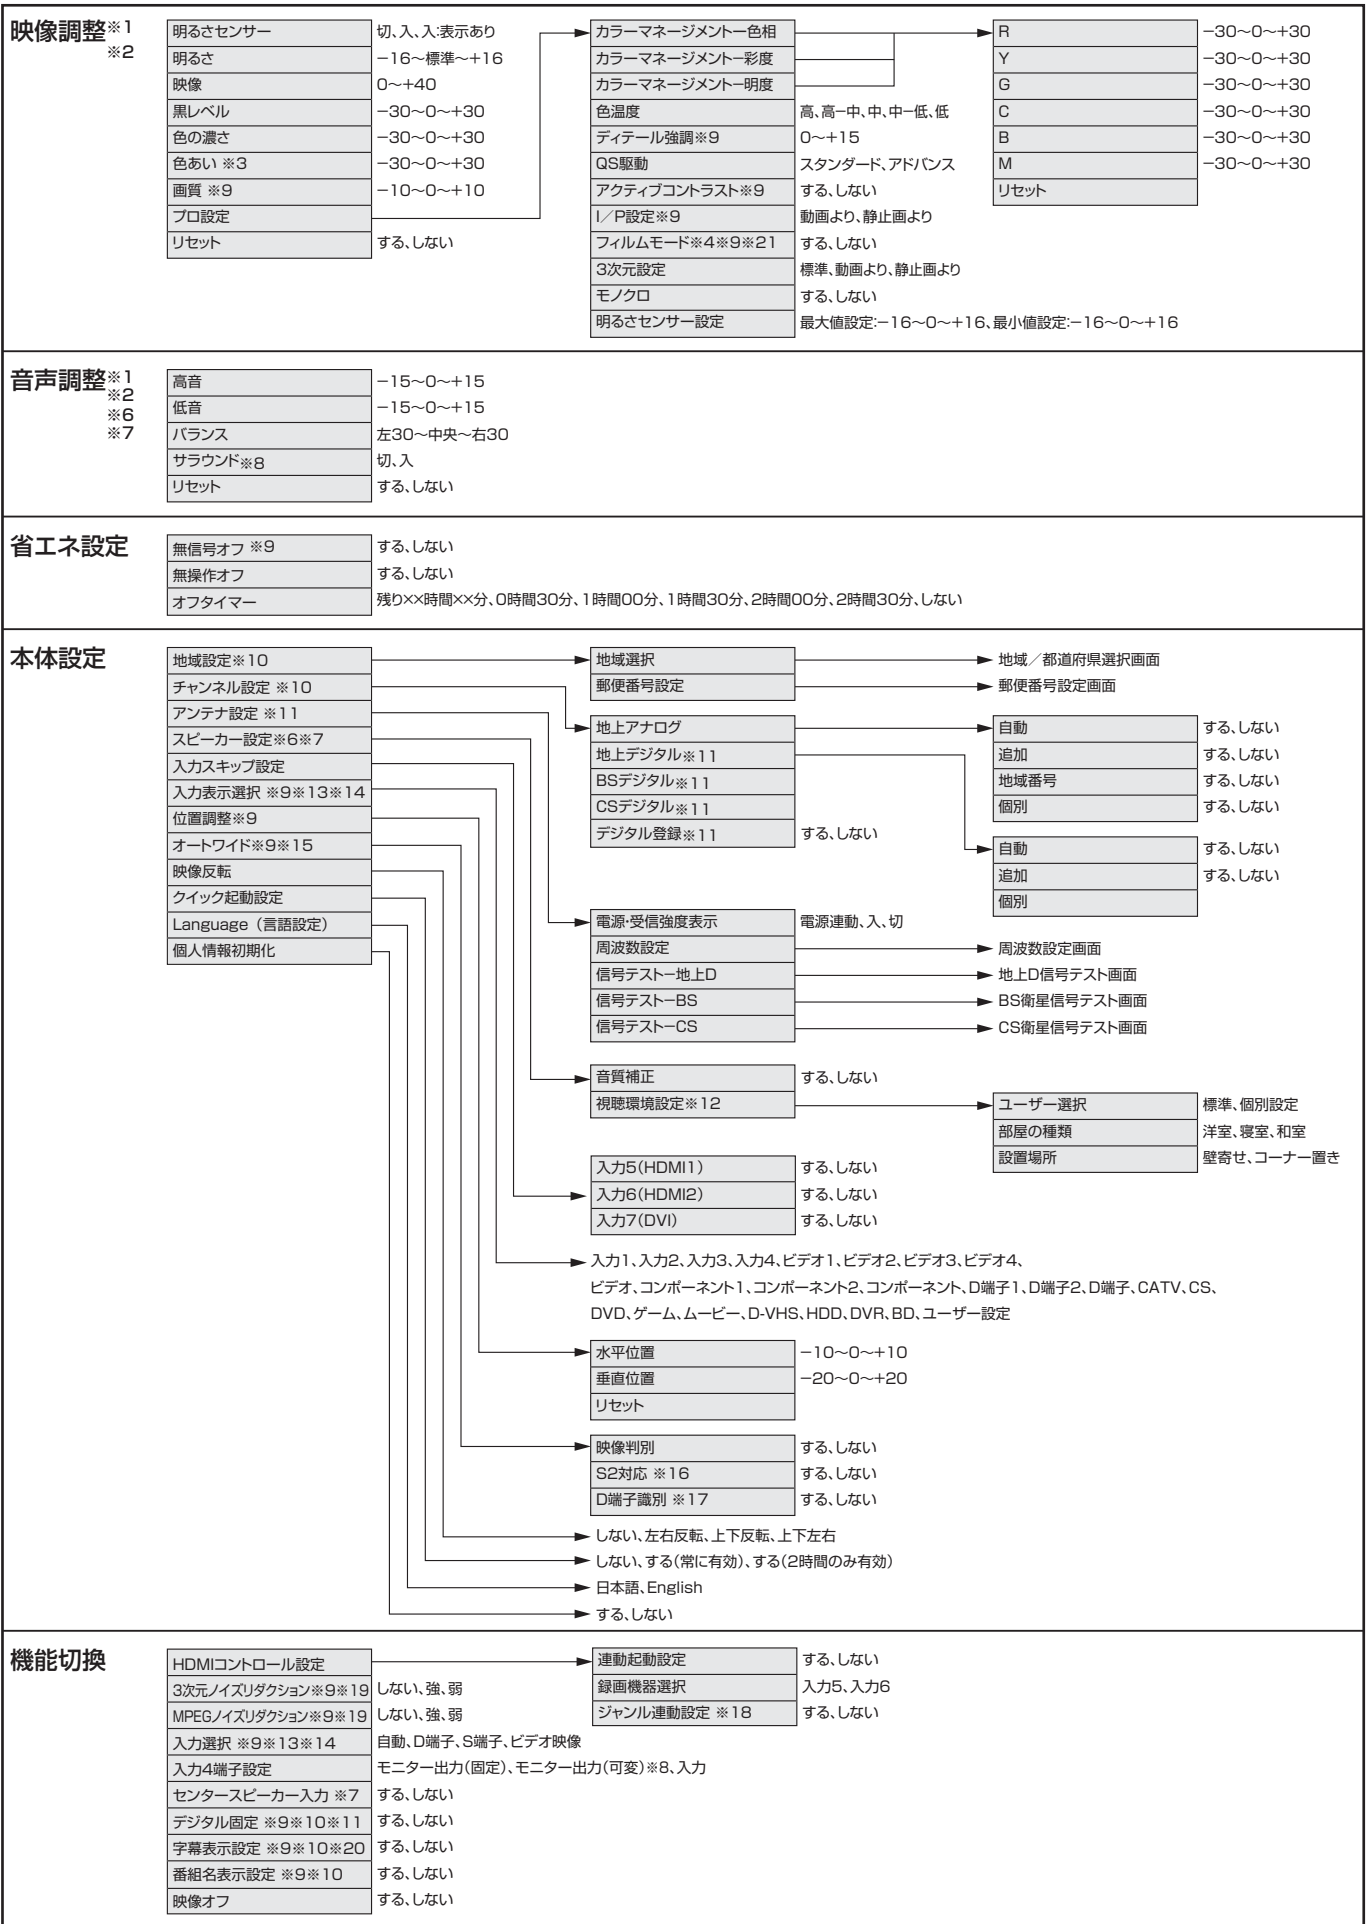 映像調整※1
※2
明るさセンサー 切、入、入:表示あり
明るさ −16〜標準〜+16
映像 0〜+40
黒レベル −30〜0〜+30
色の濃さ −30〜0〜+30
色あい ※3 −30〜0〜+30
画質 ※9 −10〜0〜+10
プロ設定
リセット する、しない
カラーマネージメントー色相
カラーマネージメントー彩度
カラーマネージメントー明度
色温度 高、高−中、中、中−低、低
ディテール強調※9 0〜+15
QS駆動 スタンダード、アドバンス
アクティブコントラスト※9 する、しない
I/P設定※9 動画より、静止画より
フィルムモード※4※9※21 する、しない
3次元設定 標準、動画より、静止画より
モノクロ する、しない
明るさセンサー設定 最大値設定:−16〜0〜+16、最小値設定:−16〜0〜+16
R −30〜0〜+30
Y −30〜0〜+30
G −30〜0〜+30
C −30〜0〜+30
B −30〜0〜+30
M −30〜0〜+30
リセット
音声調整※1
※2
※6
※7
高音 −15〜0〜+15
低音 −15〜0〜+15
バランス 左30〜中央〜右30
サラウンド※8 切、入
リセット する、しない
省エネ設定
無信号オフ ※9 する、しない
無操作オフ する、しない
オフタイマー 残り××時間××分、0時間30分、1時間00分、1時間30分、2時間00分、2時間30分、しない
本体設定
地域設定※10
チャンネル設定 ※10
アンテナ設定 ※11
スピーカー設定※6※7
入力スキップ設定
入力表示選択 ※9※13※14
位置調整※9
オートワイド※9※15
映像反転
クイック起動設定
Language（言語設定）
個人情報初期化
地域選択 地域/都道府県選択画面
郵便番号設定 郵便番号設定画面
地上アナログ
地上デジタル※11
BSデジタル※11
CSデジタル※11
デジタル登録※11 する、しない
自動 する、しない
追加 する、しない
地域番号 する、しない
個別 する、しない
自動 する、しない
追加 する、しない
個別
電源・受信強度表示 電源連動、入、切
周波数設定 周波数設定画面
信号テストー地上D 地上D信号テスト画面
信号テストーBS BS衛星信号テスト画面
信号テストーCS CS衛星信号テスト画面
音質補正 する、しない
視聴環境設定※12
ユーザー選択 標準、個別設定
部屋の種類 洋室、寝室、和室
設置場所 壁寄せ、コーナー置き
入力5(HDMI1) する、しない
入力6(HDMI2) する、しない
入力7(DVI) する、しない
入力1、入力2、入力3、入力4、ビデオ1、ビデオ2、ビデオ3、ビデオ4、
ビデオ、コンポーネント1、コンポーネント2、コンポーネント、D端子1、D端子2、D端子、CATV、CS、
DVD、ゲーム、ムービー、D-VHS、HDD、DVR、BD、ユーザー設定
水平位置 −10〜0〜+10
垂直位置 −20〜0〜+20
リセット
映像判別 する、しない
S2対応 ※16 する、しない
D端子識別 ※17 する、しない
しない、左右反転、上下反転、上下左右
しない、する(常に有効)、する(2時間のみ有効)
日本語、English
する、しない
機能切換
HDMIコントロール設定
3次元ノイズリダクション※9※19 しない、強、弱
MPEGノイズリダクション※9※19 しない、強、弱
入力選択 ※9※13※14 自動、D端子、S端子、ビデオ映像
入力4端子設定 モニター出力(固定)、モニター出力(可変)※8、入力
センタースピーカー入力 ※7 する、しない
デジタル固定 ※9※10※11 する、しない
字幕表示設定 ※9※10※20 する、しない
番組名表示設定 ※9※10 する、しない
映像オフ する、しない
連動起動設定 する、しない
録画機器選択 入力5、入力6
ジャンル連動設定 ※18 する、しない